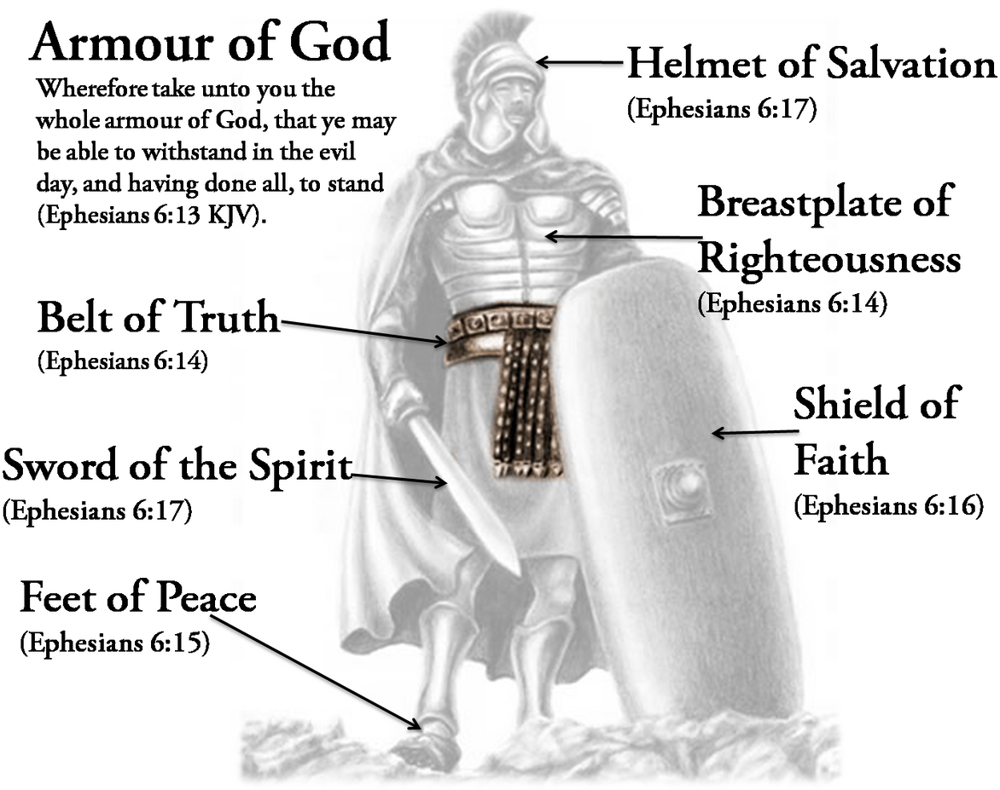 Armour of God
Wherefore take unto you the
whole armour of God, that ye may
be able to withstand in the evil
day, and having done all, to stand
(Ephesians 6:13 KJV).
Helmet of Salvation
(Ephesians 6:17)
Breastplate of
Righteousness
(Ephesians 6:14)
Belt of Truth
(Ephesians 6:14)
Shield of
Faith
(Ephesians 6:16)
Sword of the Spirit
(Ephesians 6:17)
Feet of Peace
(Ephesians 6:15)